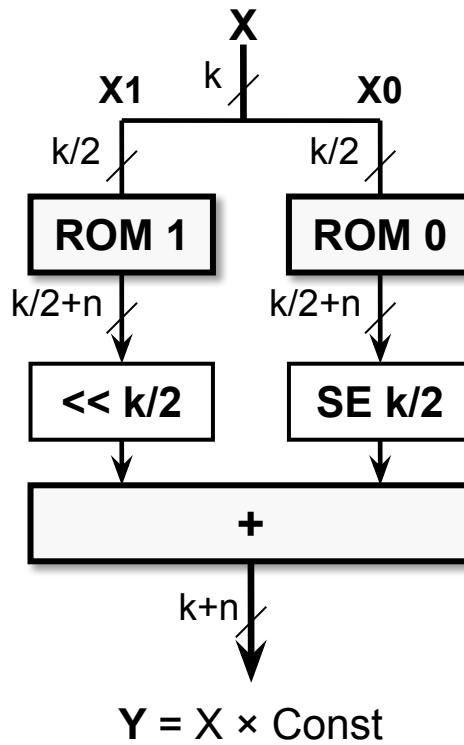 X
k
X1 X0
k/2 k/2
ROM 1 ROM 0
k/2+n k/2+n
<< k/2 SE k/2
+
k+n
Y = X × Const